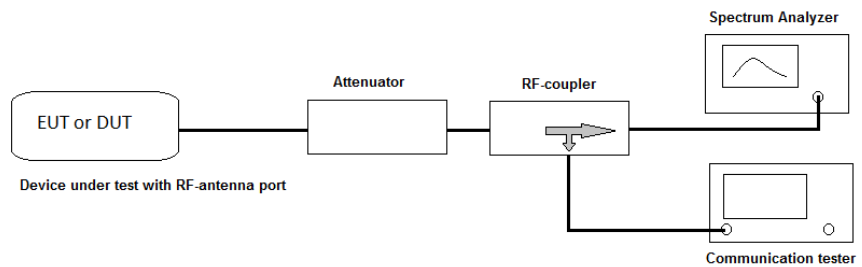 Spectrum Analyzer
Attenuator
RF-coupler
EUT or DUT
Device under test with RF-antenna port
Communication tester